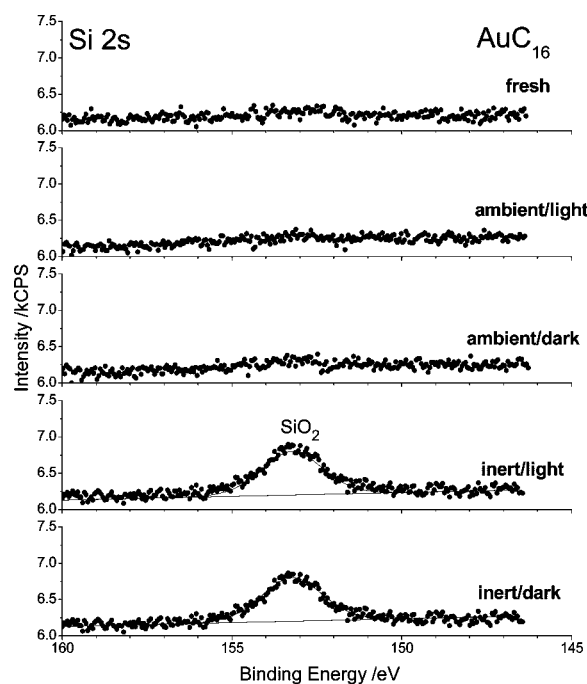 Si 2s
AuC₁₆
7.5
7.0
6.5
6.0
fresh
7.5
7.0
6.5
6.0
ambient/light
Intensity /kCPS
7.5
7.0
6.5
6.0
ambient/dark
7.5
7.0
6.5
6.0
SiO₂
inert/light
7.5
7.0
6.5
6.0
inert/dark
160 155 150 145
Binding Energy /eV